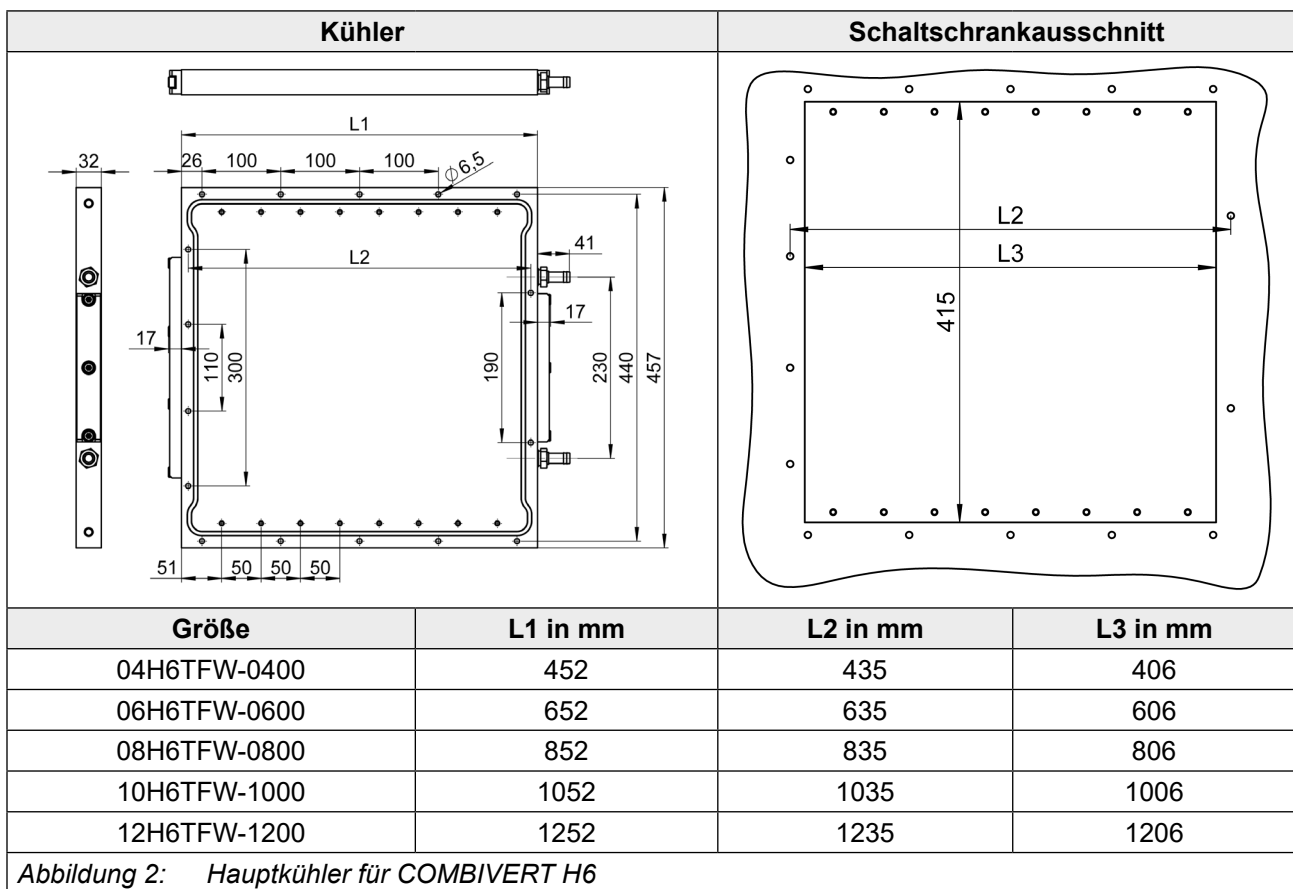 Kühler
Schaltschrankausschnitt
L1
26 100 100 100 Ø 6,5
32
41
L2
17
17
110
300
190
230
440
457
51 50 50 50
L2
L3
415
Größe L1 in mm L2 in mm L3 in mm
04H6TFW-0400 452 435 406
06H6TFW-0600 652 635 606
08H6TFW-0800 852 835 806
10H6TFW-1000 1052 1035 1006
12H6TFW-1200 1252 1235 1206
Abbildung 2: Hauptkühler für COMBIVERT H6